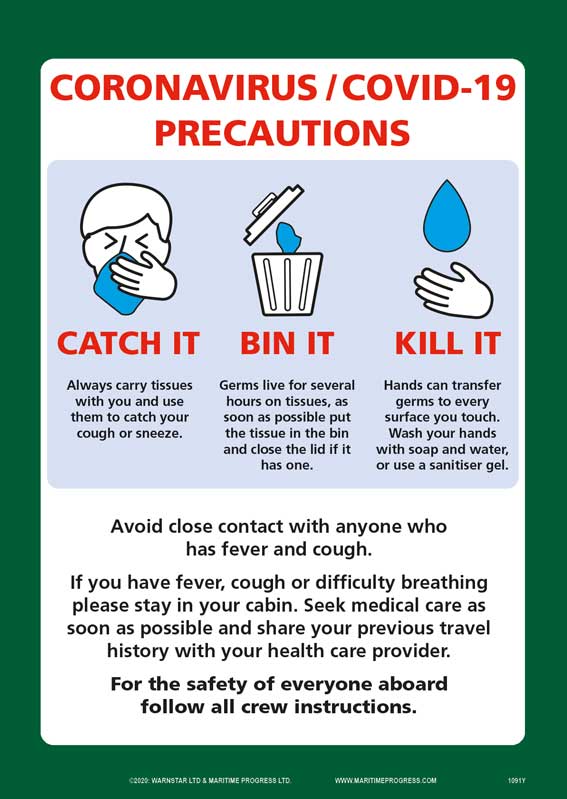 CORONAVIRUS / COVID-19
PRECAUTIONS
CATCH IT
Always carry tissues
with you and use
them to catch your
cough or sneeze.
BIN IT
Germs live for several
hours on tissues, as
soon as possible put
the tissue in the bin
and close the lid if it
has one.
KILL IT
Hands can transfer
germs to every
surface you touch.
Wash your hands
with soap and water,
or use a sanitiser gel.
Avoid close contact with anyone who
has fever and cough.
If you have fever, cough or difficulty breathing
please stay in your cabin. Seek medical care as
soon as possible and share your previous travel
history with your health care provider.
For the safety of everyone aboard
follow all crew instructions.
©2020: WARNSTAR LTD & MARITIME PROGRESS LTD. WWW.MARITIMEPROGRESS.COM 1091Y